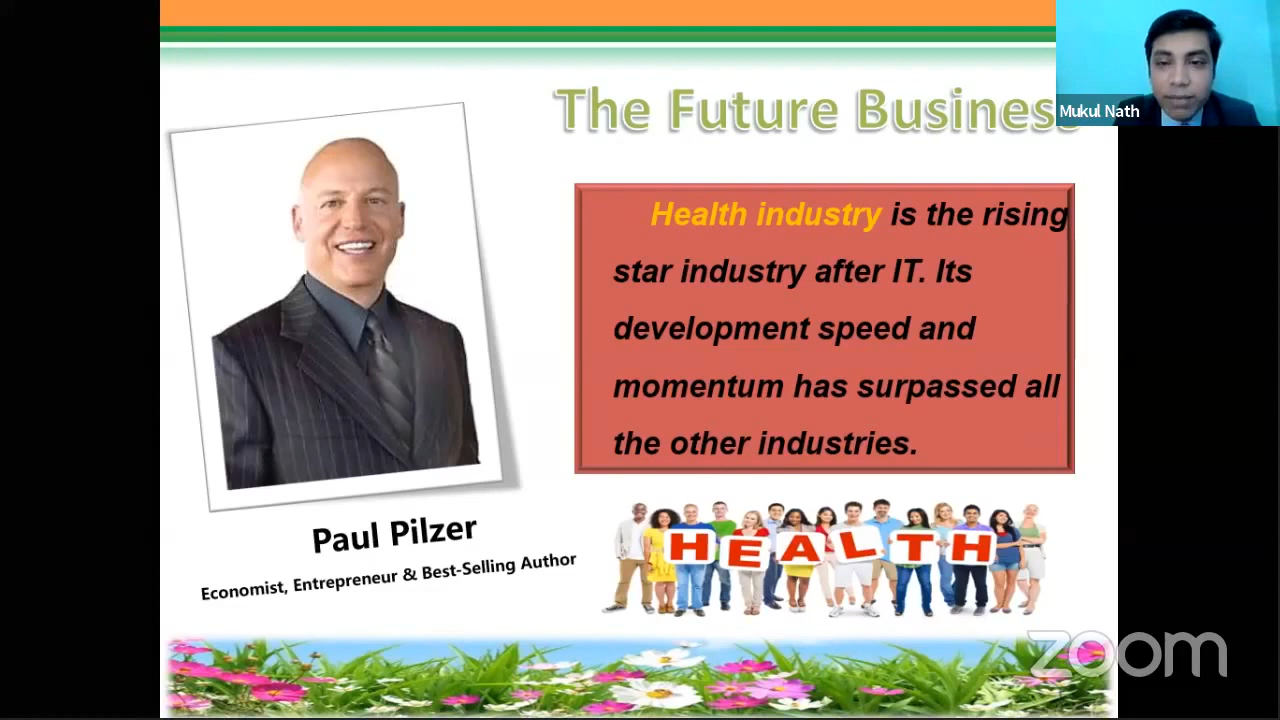 The Future Business
Mukul Nath
Health industry is the rising
star industry after IT. Its
development speed and
momentum has surpassed all
the other industries.
Paul Pilzer
Economist, Entrepreneur & Best-Selling Author
HEALTH
zoom